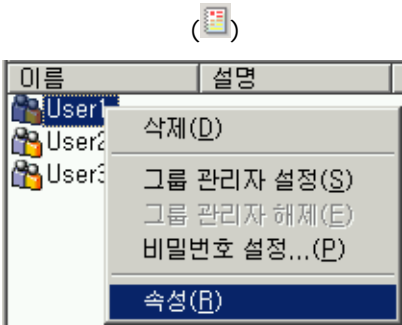 ( )
이름 설명
User1
User2
User3
삭제(D)
그룹 관리자 설정(S)
그룹 관리자 해제(E)
비밀번호 설정...(P)
속성(R)